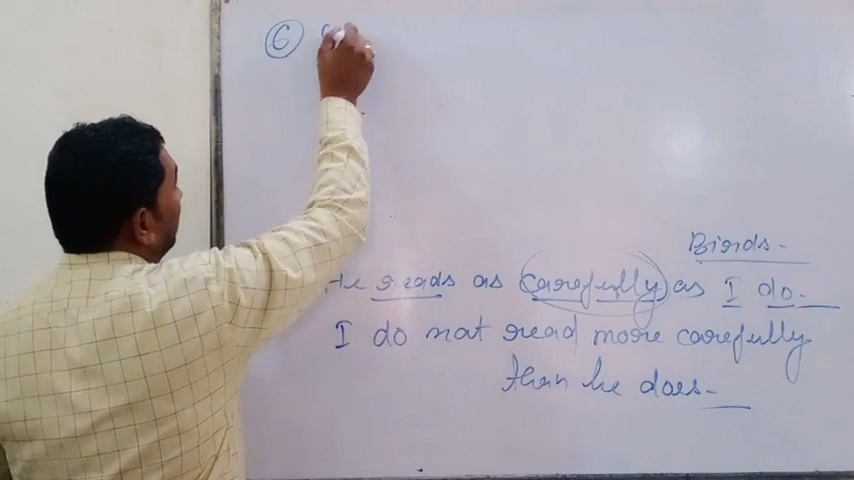 6
Birds.
He reads as carefully as I do.
I do not read more carefully
than he does.